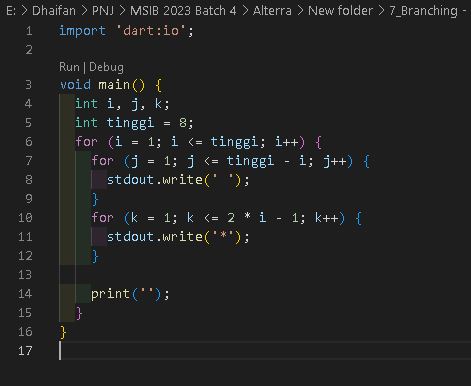 E: > Dhaifan > PNJ > MSIB 2023 Batch 4 > Alterra > New folder > 7_Branching -
1 import 'dart:io';
2
Run | Debug
3 void main() {
4 int i, j, k;
5 int tinggi = 8;
6 for (i = 1; i <= tinggi; i++) {
7 for (j = 1; j <= tinggi - i; j++) {
8 stdout.write(' ');
9 }
10 for (k = 1; k <= 2 * i - 1; k++) {
11 stdout.write('*');
12 }
13
14 print('');
15 }
16 }
17